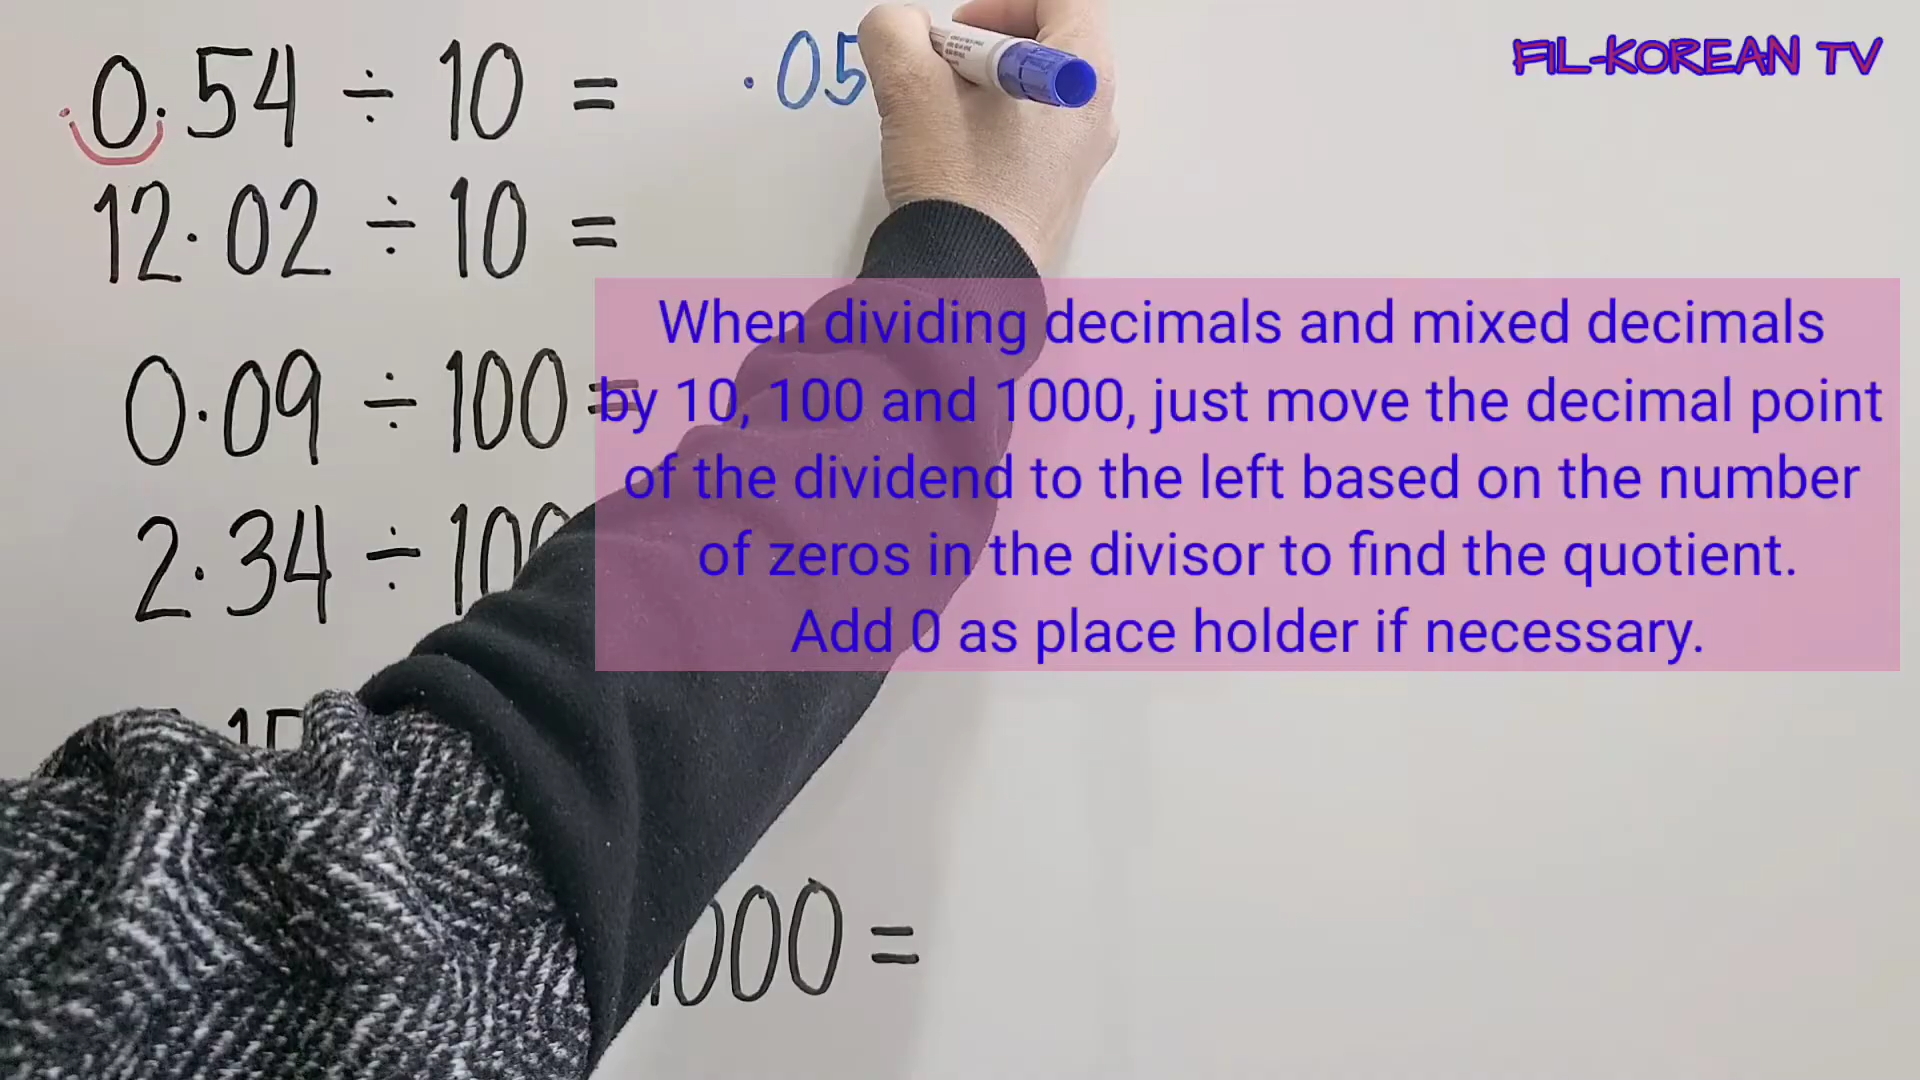 0.54 ÷ 10 = .05
FIL-KOREAN TV
12.02 ÷ 10 =
When dividing decimals and mixed decimals
0.09 ÷ 100 =
by 10, 100 and 1000, just move the decimal point
of the dividend to the left based on the number
2.34 ÷ 100
of zeros in the divisor to find the quotient.
Add 0 as place holder if necessary.
000 =